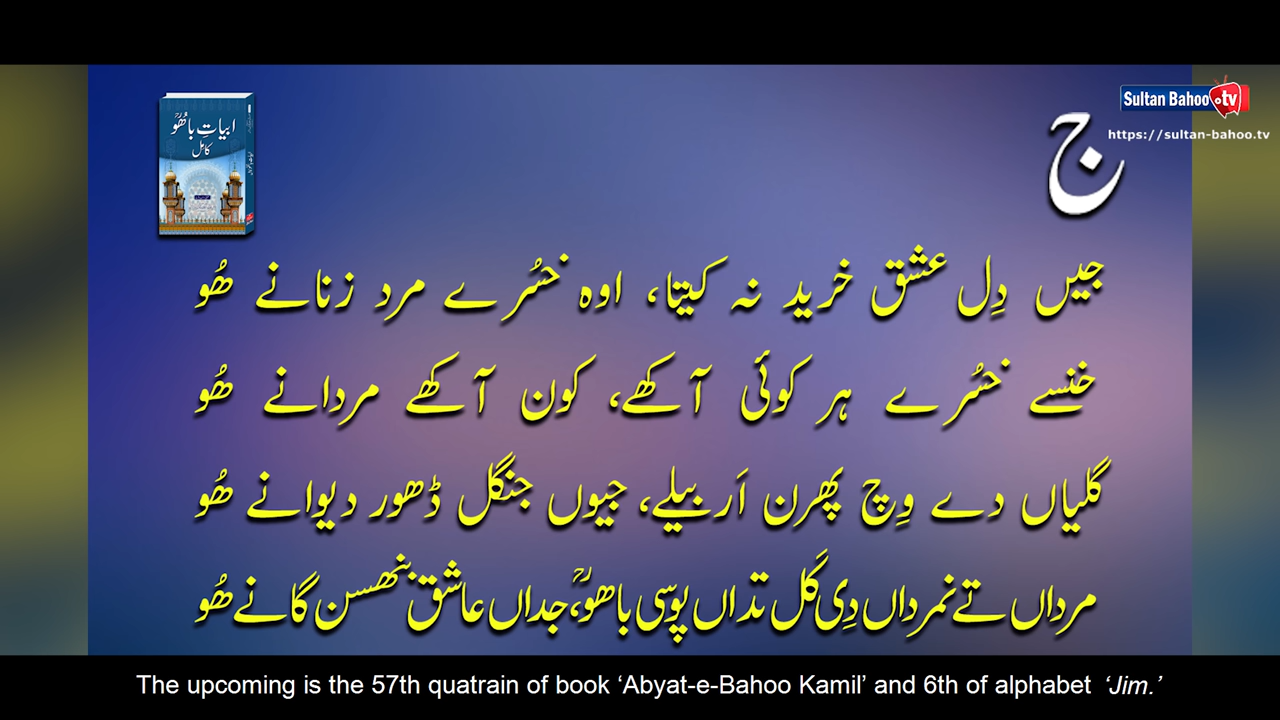 Sultan Bahoo.tv
https://sultan-bahoo.tv
ابیاتِ باھُوؒ
کامل
ج
جیں دِل عشق خرید نہ کیتا، اوہ خُسرے مرد زنانے ھُو
خنسے خُسرے ہر کوئی آکھے، کون آکھے مردانے ھُو
گلیاں دے وِچ پھرن اَربیلے، جیوں جنگل ڈھور دیوانے ھُو
مرداں تے نمرداں دِی گَل تداں پوسی باھوؒ، جداں عاشق بنھسن گانے ھُو
The upcoming is the 57th quatrain of book ‘Abyat-e-Bahoo Kamil’ and 6th of alphabet ‘Jim.’